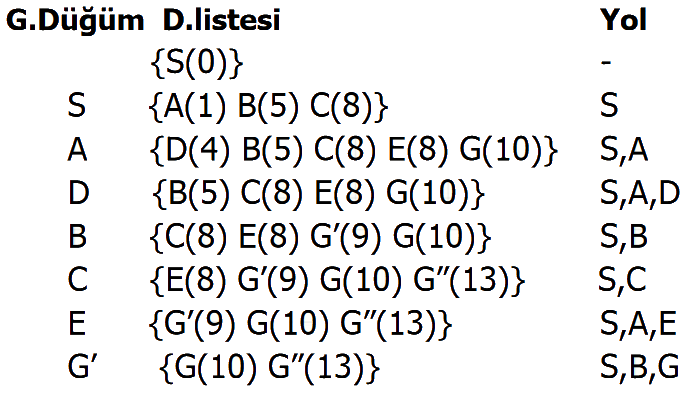 G.Düğüm D.listesi Yol
{S(0)} -
S {A(1) B(5) C(8)} S
A {D(4) B(5) C(8) E(8) G(10)} S,A
D {B(5) C(8) E(8) G(10)} S,A,D
B {C(8) E(8) G’(9) G(10)} S,B
C {E(8) G’(9) G(10) G”(13)} S,C
E {G’(9) G(10) G”(13)} S,A,E
G’ {G(10) G”(13)} S,B,G